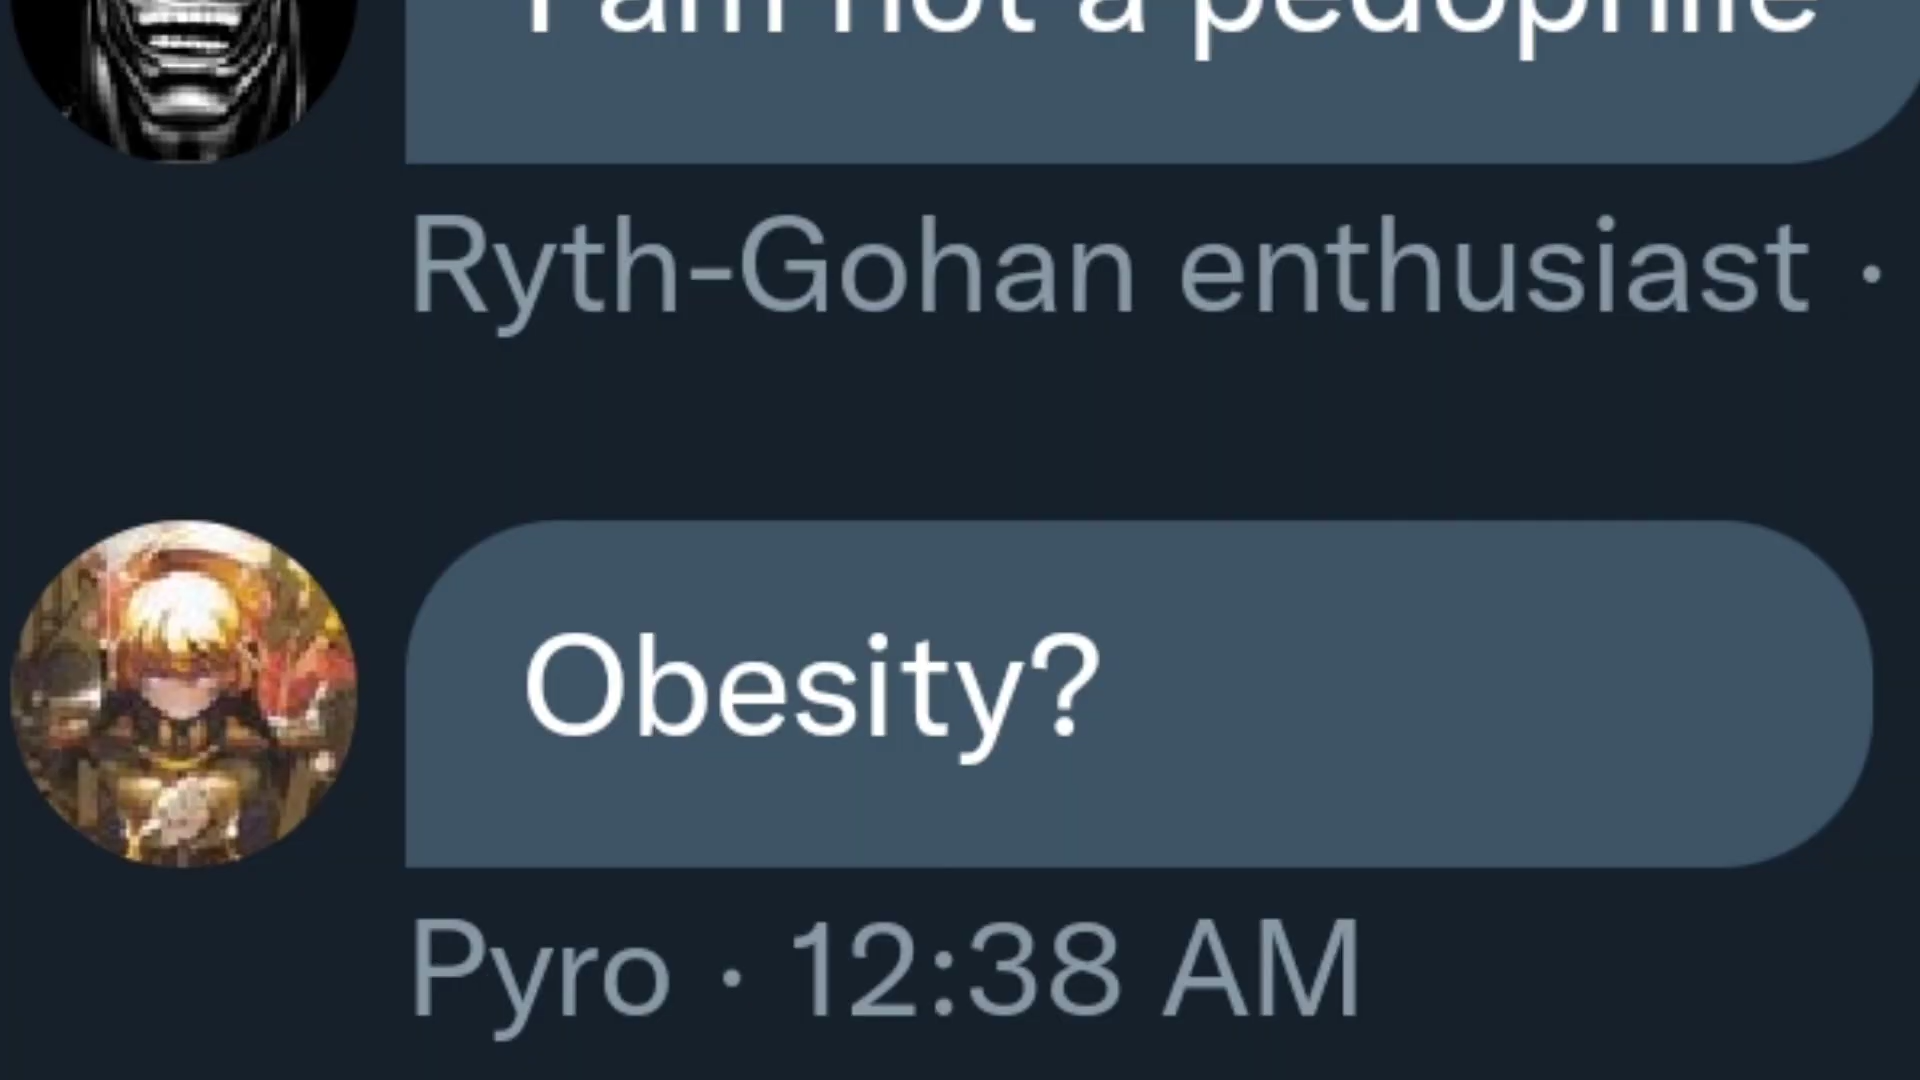 I am not a pedophile
Ryth-Gohan enthusiast ·
Obesity?
Pyro · 12:38 AM